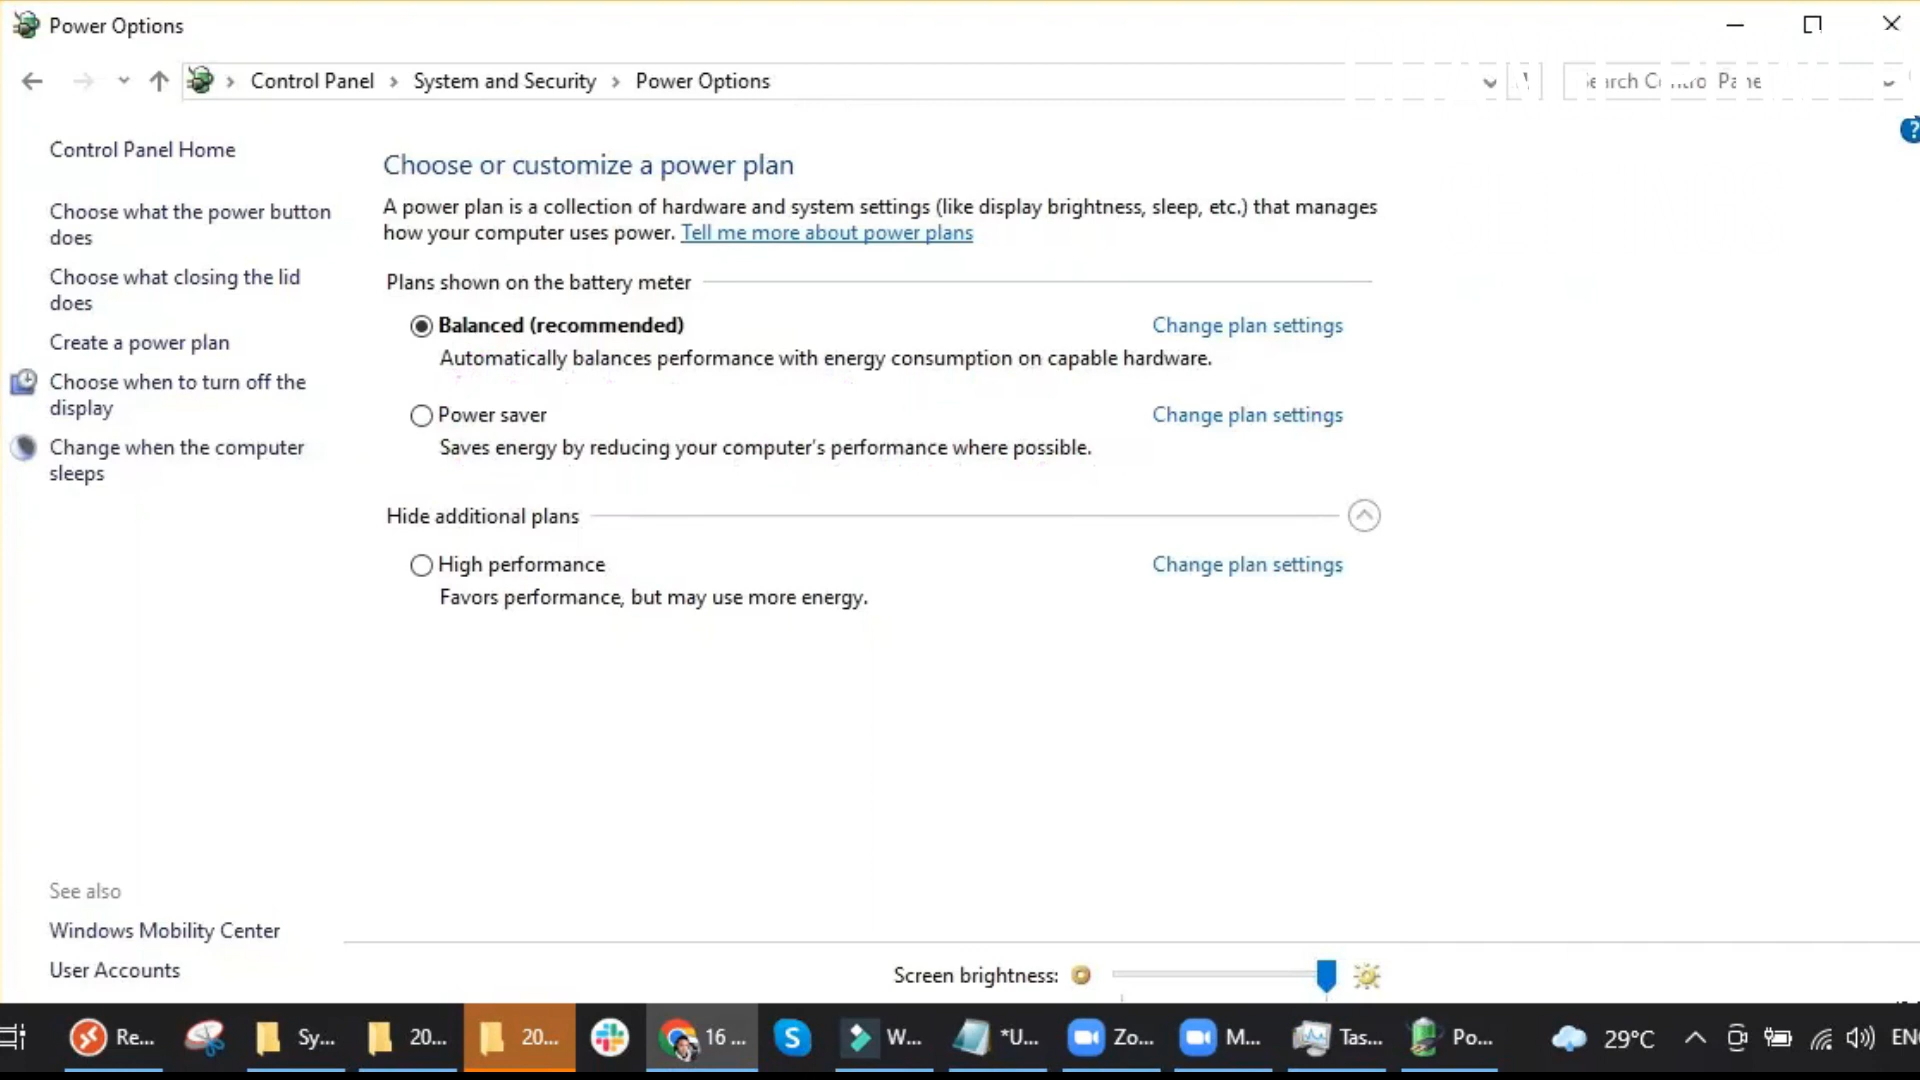 Power Options
Control Panel
System and Security
Power Options
Control Panel Home
Choose or customize a power plan
Choose what the power button
does
A power plan is a collection of hardware and system settings (like display brightness, sleep, etc.) that manages
how your computer uses power. Tell me more about power plans
Choose what closing the lid
does
Plans shown on the battery meter
Create a power plan
Balanced (recommended)
Change plan settings
Automatically balances performance with energy consumption on capable hardware.
Choose when to turn off the
display
Power saver
Change plan settings
Saves energy by reducing your computer's performance where possible.
Change when the computer
sleeps
Hide additional plans
High performance
Change plan settings
Favors performance, but may use more energy.
See also
Windows Mobility Center
User Accounts
Screen brightness:
Re...
Sy...
20...
20...
16 ...
W...
*U...
Zo...
M...
Tas...
Po...
29°C